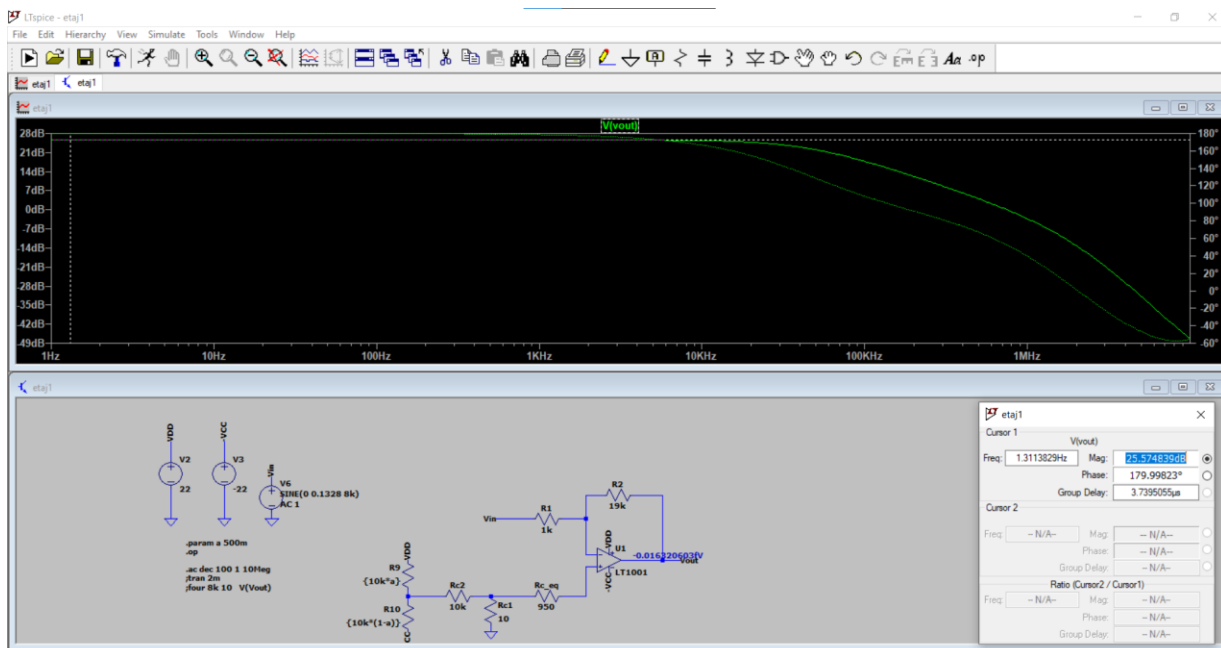 LTspice - etaj1
File Edit Hierarchy View Simulate Tools Window Help
Aα .op
etaj1 etaj1
etaj1
V(vout)
28dB 180°
21dB 160°
14dB 140°
7dB 120°
0dB 100°
-7dB 80°
-14dB 60°
-21dB 40°
-28dB 20°
-35dB 0°
-42dB -20°
-49dB -40°
-60°
1Hz 10Hz 100Hz 1KHz 10KHz 100KHz 1MHz
etaj1
VDD
V2
22
-VCC
V3
-22
Vin
V6
SINE(0 0.1328 8k)
AC 1
.param a 500m
.op
.ac dec 100 1 10Meg
;tran 2m
;four 8k 10 V(Vout)
VDD
R9
{10k*a}
R10
{10k*(1-a)}
CC
Rc2
10k
Rc1
10
Rc_eq
950
Vin
R1
1k
R2
19k
VDD
U1
-VCC
LT1001
-0.016320603fV
Vout
etaj1
Cursor 1
V(vout)
Freq: 1.3113829Hz Mag: 25.574839dB
Phase: 179.99823°
Group Delay: 3.7395055µs
Cursor 2
Freq: -- N/A-- Mag: -- N/A--
Phase: -- N/A--
Group Delay: -- N/A--
Ratio (Cursor2 / Cursor1)
Freq: -- N/A-- Mag: -- N/A--
Phase: -- N/A--
Group Delay: -- N/A--